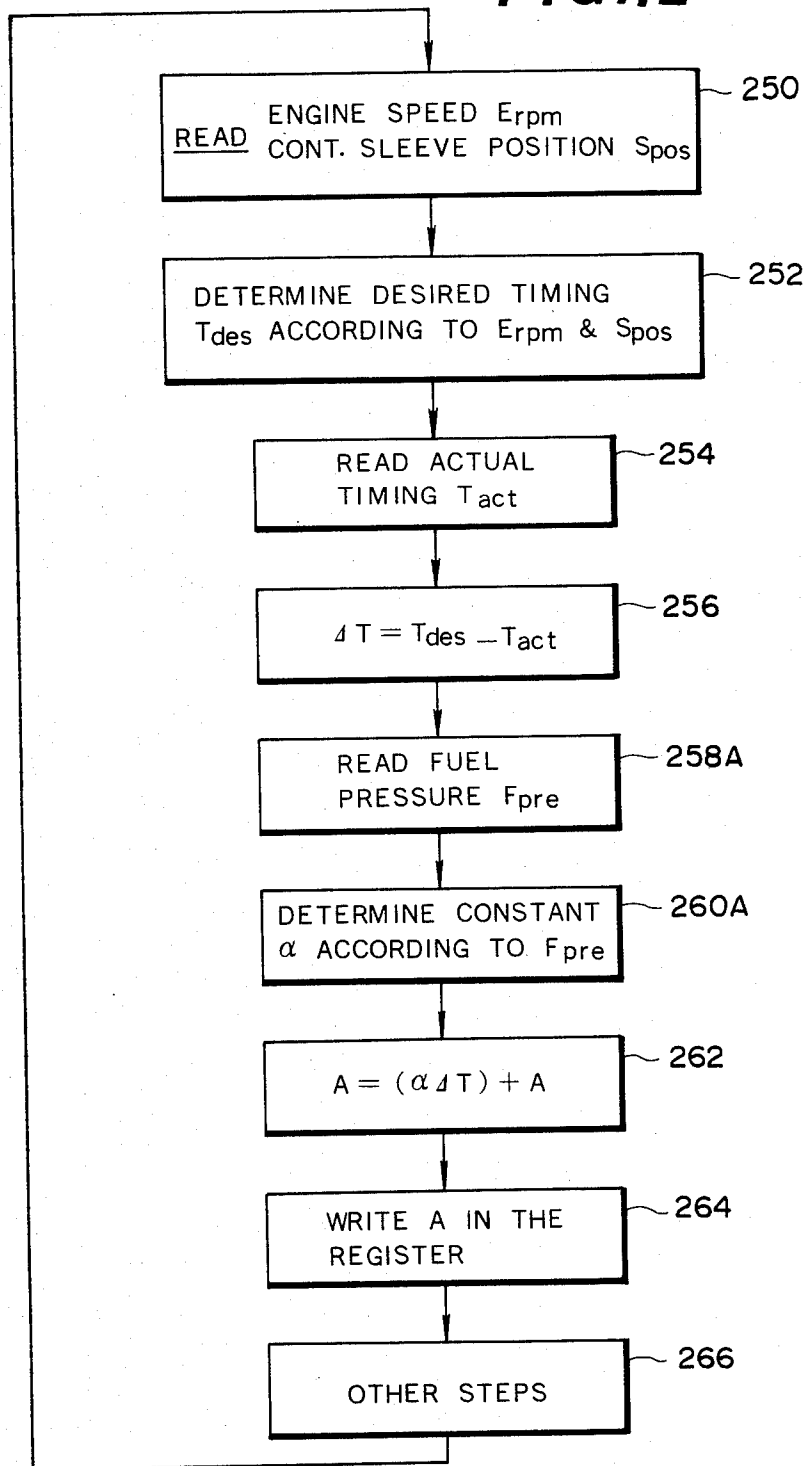 250
READ ENGINE SPEED Erpm
CONT. SLEEVE POSITION Spos
252
DETERMINE DESIRED TIMING
Tdes ACCORDING TO Erpm & Spos
254
READ ACTUAL
TIMING Tact
256
ΔT = Tdes – Tact
258A
READ FUEL
PRESSURE Fpre
260A
DETERMINE CONSTANT
α ACCORDING TO Fpre
262
A = (αΔT) + A
264
WRITE A IN THE
REGISTER
266
OTHER STEPS